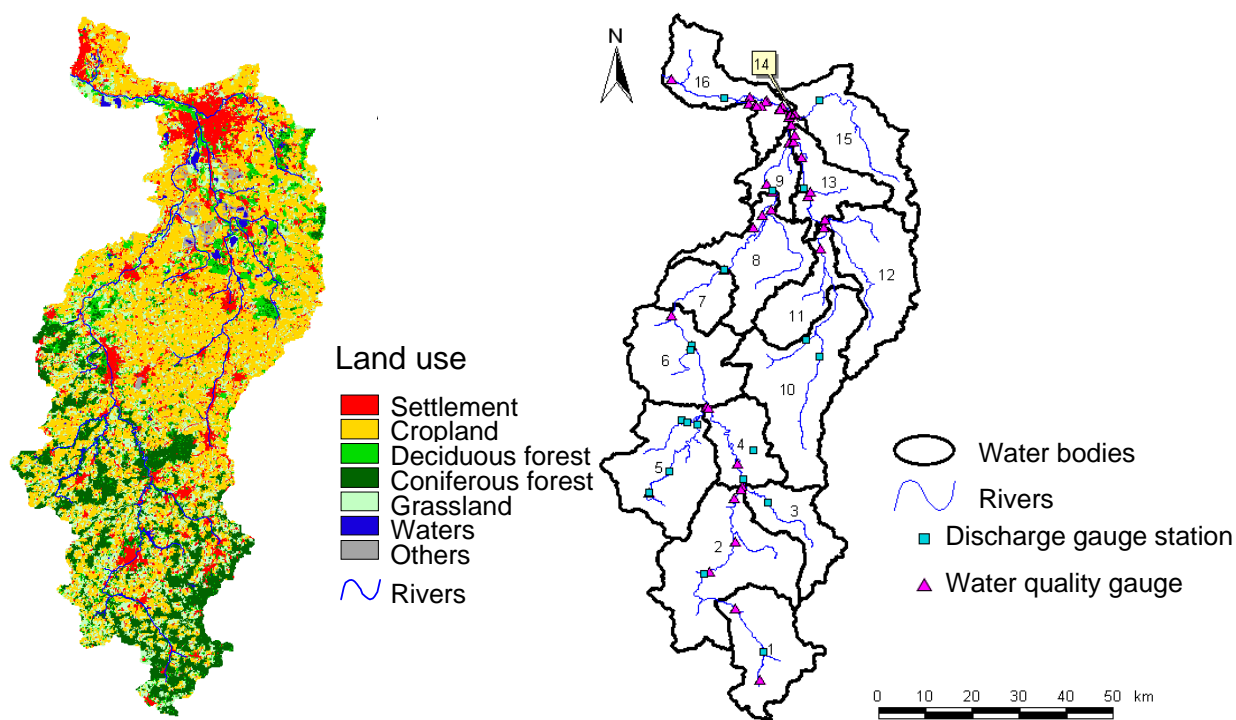 Land use
Settlement
Cropland
Deciduous forest
Coniferous forest
Grassland
Waters
Others
Rivers
N
14
16
15
9
13
8
12
7
11
6
10
4
5
3
2
1
Water bodies
Rivers
Discharge gauge station
Water quality gauge
0 10 20 30 40 50 km